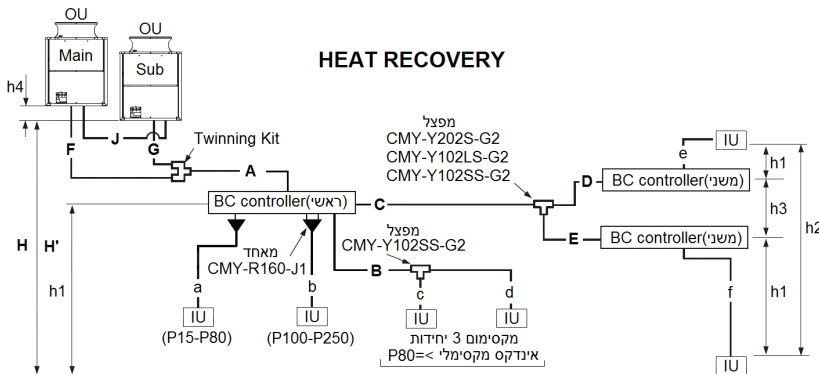 HEAT RECOVERY
OU
OU
Main
Sub
h4
J
F
G
Twinning Kit
A
מפצל
CMY-Y202S-G2
CMY-Y102LS-G2
CMY-Y102SS-G2
IU
e
h1
D
BC controller(משני)
BC controller(ראשי)
C
h3
h2
E
BC controller(משני)
H
H'
h1
מאחד
CMY-R160-J1
מפצל
CMY-Y102SS-G2
B
a
b
c
d
f
h1
IU
(P15-P80)
IU
(P100-P250)
IU
IU
מקסימום 3 יחידות
אינדקס מקסימלי >=P80
IU